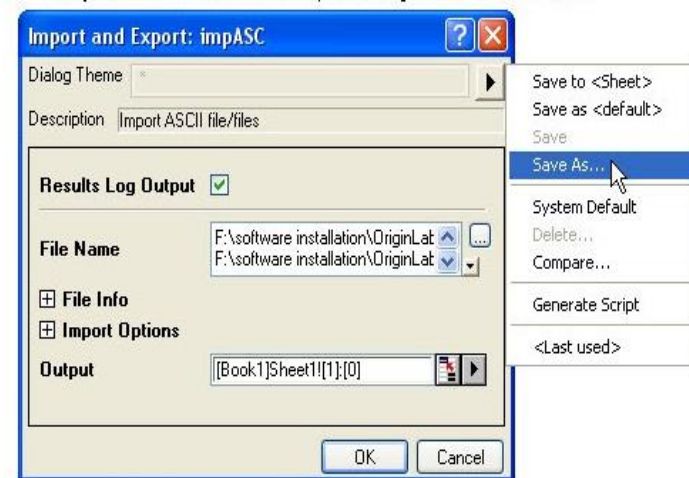 Import and Export: impASC
Dialog Theme *
Save to <Sheet>
Save as <default>
Save
Save As...
System Default
Delete...
Compare...
Generate Script
<Last used>
Description Import ASCII file/files
Results Log Output
File Name
F:\software installation\OriginLab
F:\software installation\OriginLab
...
File Info
Import Options
Output [Book1]Sheet1![1]:[0]
OK Cancel